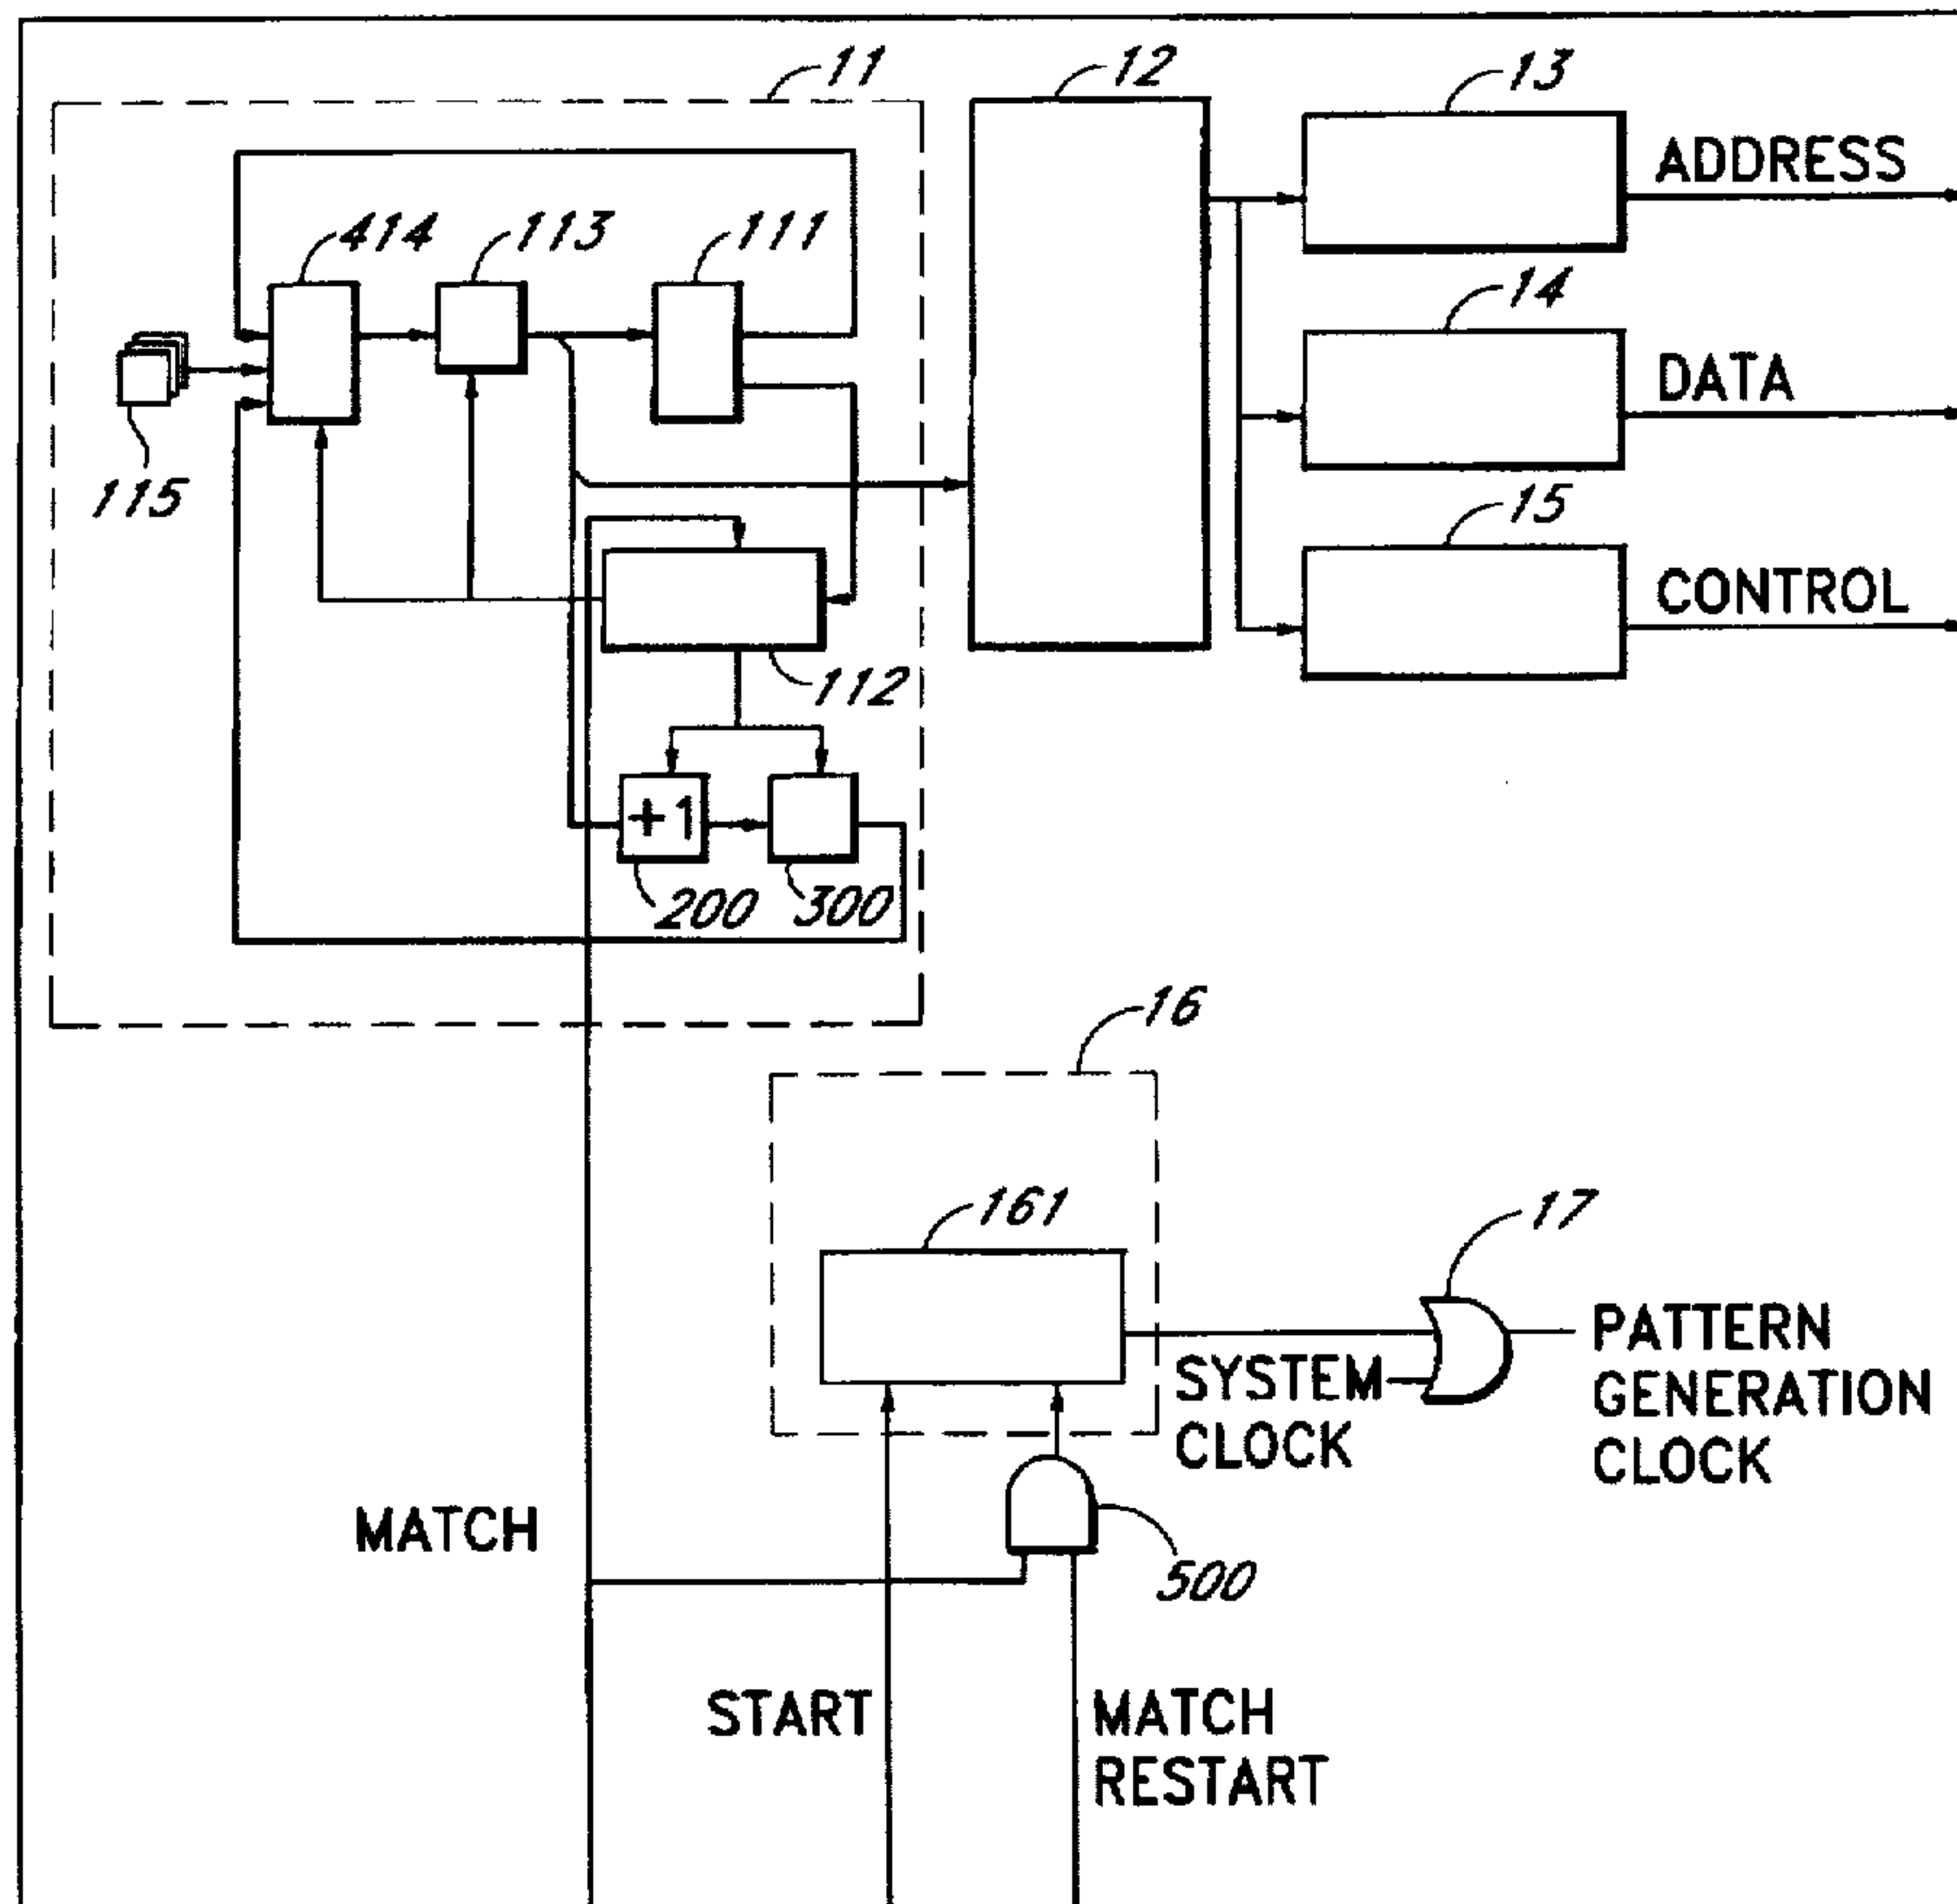 11
12
13
ADDRESS
414
113
111
14
DATA
115
15
CONTROL
112
+1
200
300
16
161
17
SYSTEM
CLOCK
PATTERN
GENERATION
CLOCK
MATCH
500
START
MATCH
RESTART